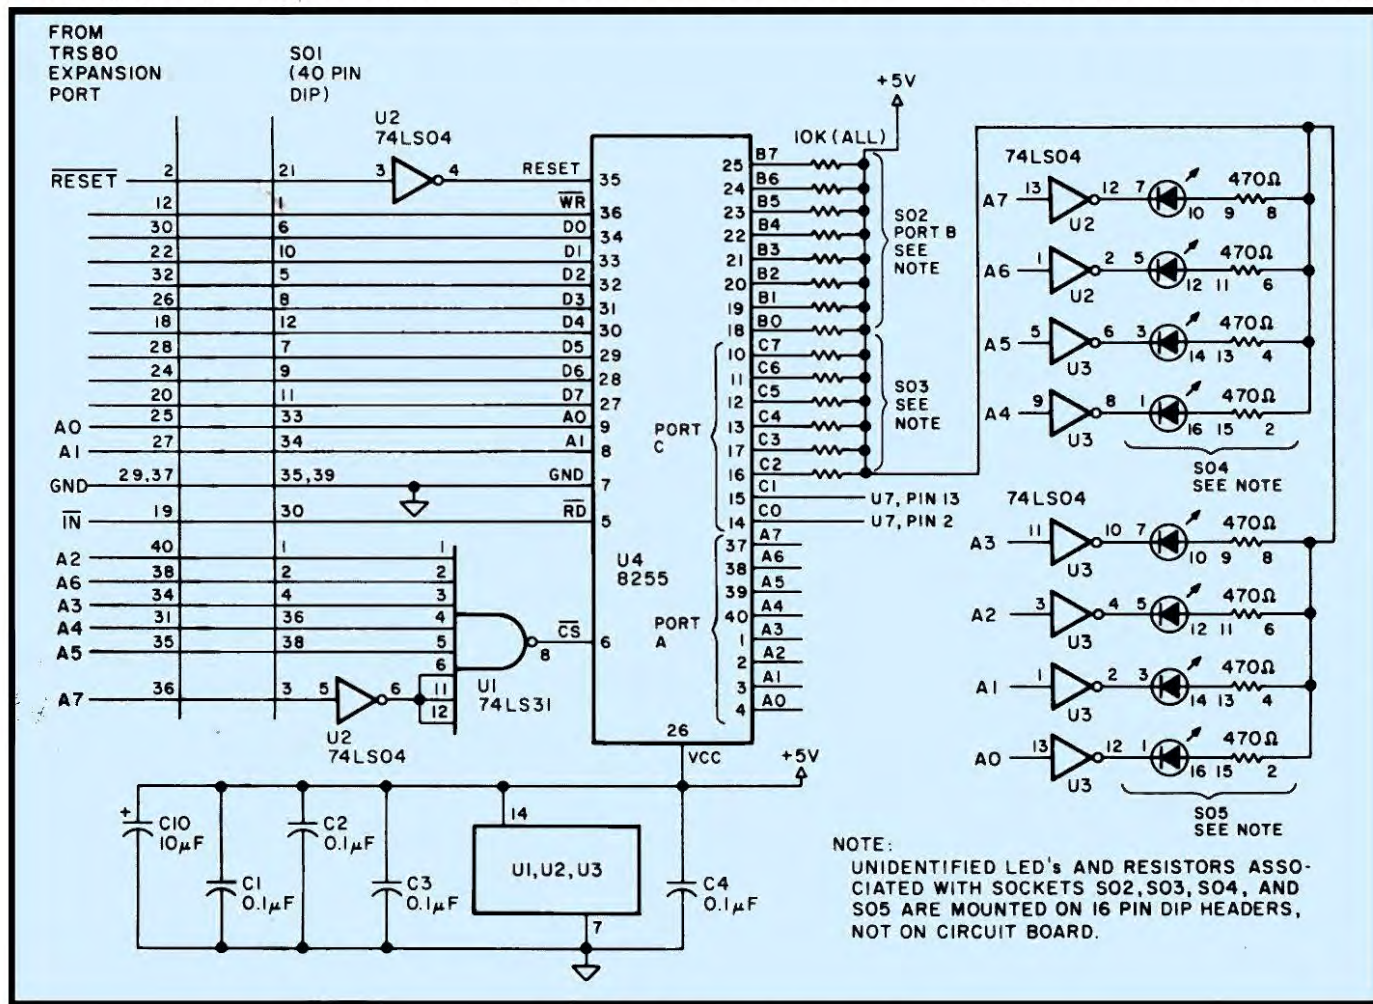 FROM
TRS80
EXPANSION
PORT
SO1
(40 PIN
DIP)
U2
74LS04
RESET 2 21 3 4 RESET 35
12 1 WR 36
30 6 D0 34
22 10 D1 33
32 5 D2 32
26 8 D3 31
18 12 D4 30
28 7 D5 29
24 9 D6 28
20 11 D7 27
A0 25 33 A0 9
A1 27 34 A1 8
GND 29,37 35,39 GND 7
IN 19 30 RD 5
A2 40 1 1
A6 38 2 2
A3 34 4 3
A4 31 36 4
A5 35 38 5
6
A7 36 3 5 6 11
12
8 CS 6
U1
74LS31
U2
74LS04
U4
8255
26
VCC
+5V
+5V
10K (ALL)
25 B7
24 B6
23 B5
22 B4
21 B3
20 B2
19 B1
18 B0
SO2
PORT B
SEE
NOTE
PORT
C
10 C7
11 C6
12 C5
13 C4
17 C3
16 C2
15 C1 U7, PIN 13
14 C0 U7, PIN 2
SO3
SEE
NOTE
PORT
A
37 A7
38 A6
39 A5
40 A4
1 A3
2 A2
3 A1
4 A0
74LS04
A7 13 12 7 10 9 470Ω 8
U2
A6 1 2 5 12 11 470Ω 6
U2
A5 5 6 3 14 13 470Ω 4
U3
A4 9 8 1 16 15 470Ω 2
U3
SO4
SEE NOTE
74LS04
A3 11 10 7 10 9 470Ω 8
U3
A2 3 4 5 12 11 470Ω 6
U3
A1 1 2 3 14 13 470Ω 4
U3
A0 13 12 1 16 15 470Ω 2
U3
SO5
SEE NOTE
+ C10
10µF
C1
0.1µF
C2
0.1µF
C3
0.1µF
14
U1, U2, U3
7
C4
0.1µF
NOTE:
UNIDENTIFIED LED's AND RESISTORS ASSO-
CIATED WITH SOCKETS SO2, SO3, SO4, AND
SO5 ARE MOUNTED ON 16 PIN DIP HEADERS,
NOT ON CIRCUIT BOARD.